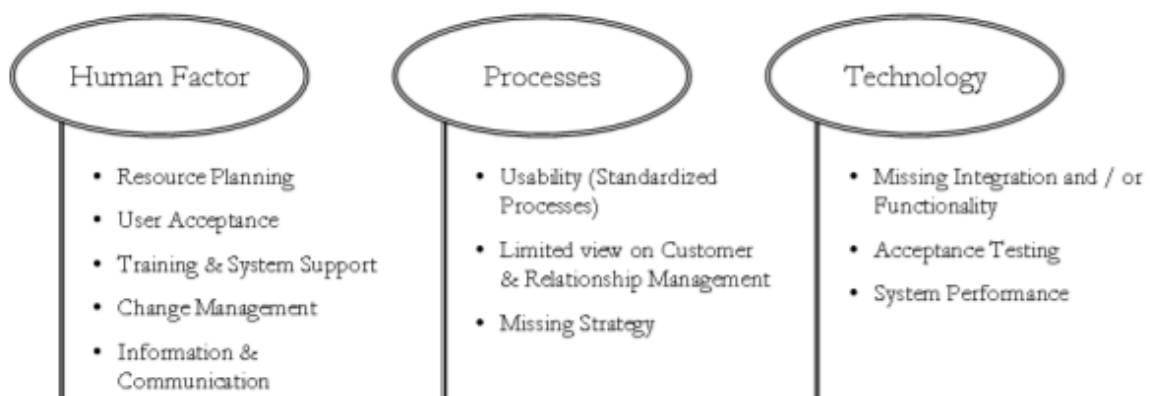 Human Factor
• Resource Planning
• User Acceptance
• Training & System Support
• Change Management
• Information &
Communication
Processes
• Usability (Standardized
Processes)
• Limited view on Customer
& Relationship Management
• Missing Strategy
Technology
• Missing Integration and / or
Functionality
• Acceptance Testing
• System Performance